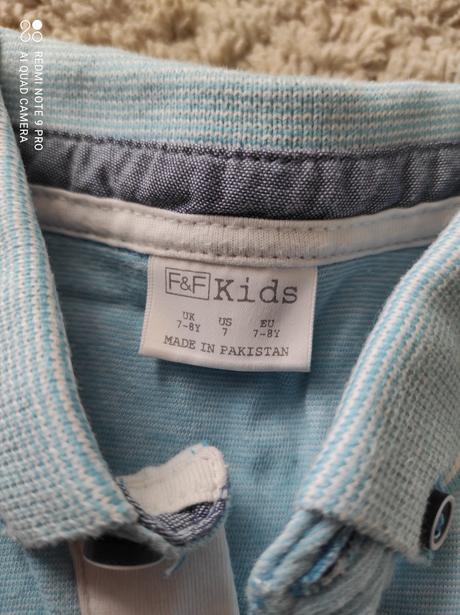 REDMI NOTE 9 PRO
AI QUAD CAMERA
F&F Kids
UK US EU
7-8Y 7 7-8Y
MADE IN PAKISTAN